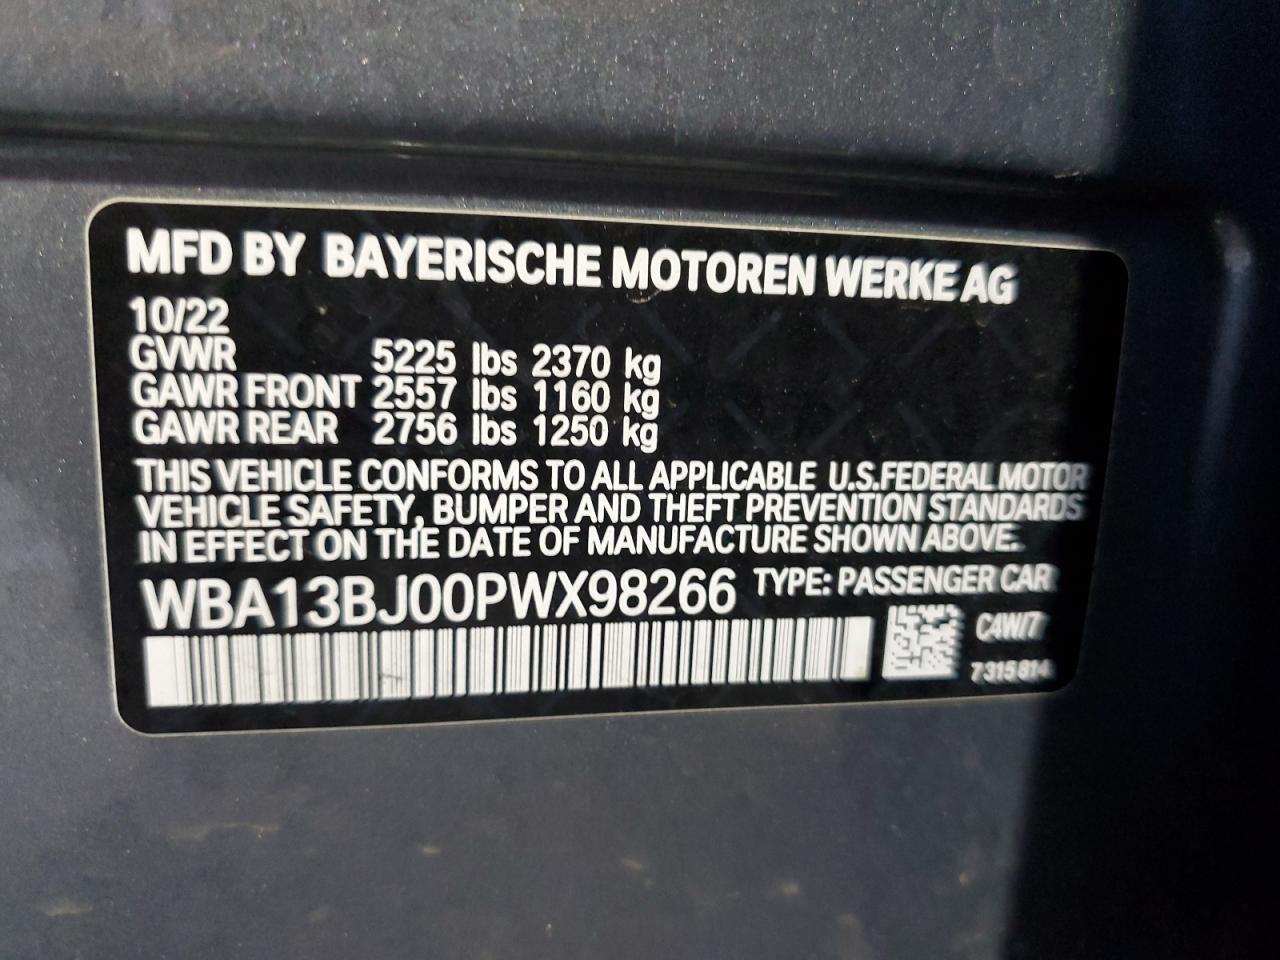 MFD BY BAYERISCHE MOTOREN WERKE AG
10/22
GVWR 5225 lbs 2370 kg
GAWR FRONT 2557 lbs 1160 kg
GAWR REAR 2756 lbs 1250 kg
THIS VEHICLE CONFORMS TO ALL APPLICABLE U.S.FEDERAL MOTOR
VEHICLE SAFETY, BUMPER AND THEFT PREVENTION STANDARDS
IN EFFECT ON THE DATE OF MANUFACTURE SHOWN ABOVE.
WBA13BJ00PWX98266 TYPE: PASSENGER CAR
C4W/7
7315814